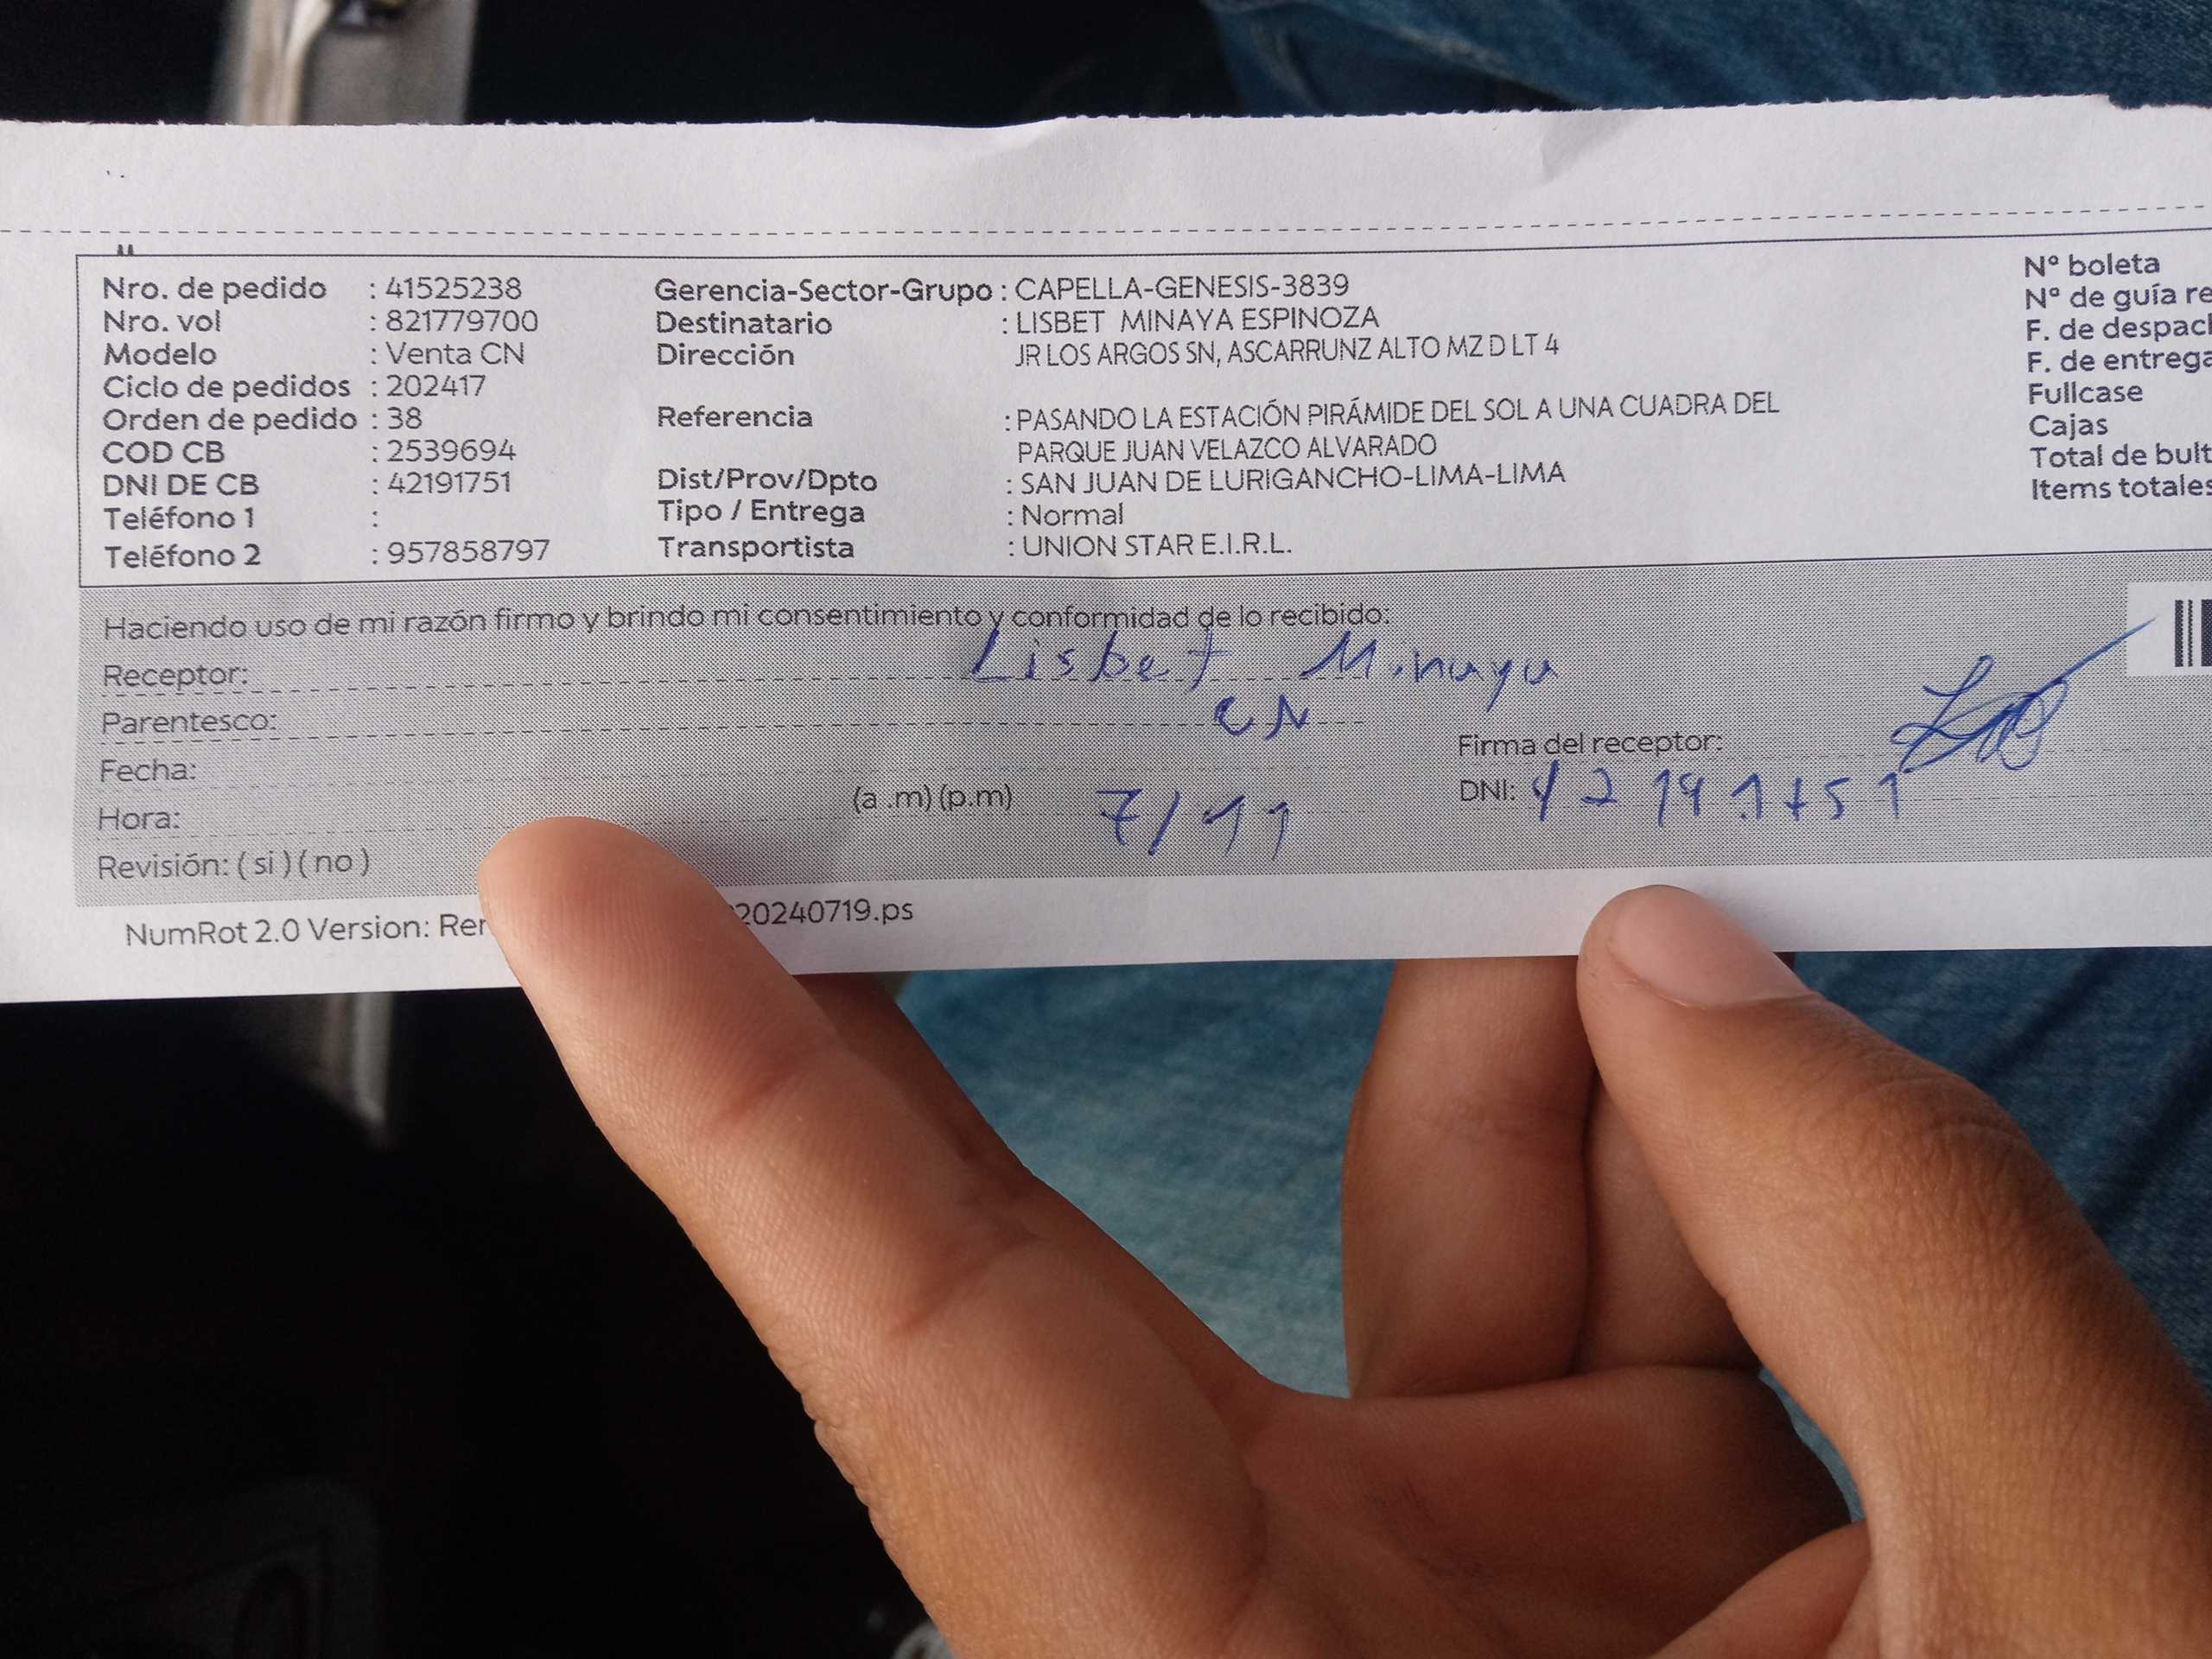 Nro. de pedido : 41525238
Nro. vol : 821779700
Modelo : Venta CN
Ciclo de pedidos : 202417
Orden de pedido : 38
COD CB : 2539694
DNI DE CB : 42191751
Teléfono 1 :
Teléfono 2 : 957858797
Gerencia-Sector-Grupo : CAPELLA-GENESIS-3839
Destinatario : LISBET MINAYA ESPINOZA
Dirección JR LOS ARGOS SN, ASCARRUNZ ALTO MZ D LT 4
Referencia : PASANDO LA ESTACIÓN PIRÁMIDE DEL SOL A UNA CUADRA DEL
PARQUE JUAN VELAZCO ALVARADO
Dist/Prov/Dpto : SAN JUAN DE LURIGANCHO-LIMA-LIMA
Tipo / Entrega : Normal
Transportista : UNION STAR E.I.R.L.
N° boleta
N° de guía re
F. de despac
F. de entrega
Fullcase
Cajas
Total de bult
Items totales
Haciendo uso de mi razón firmo y brindo mi consentimiento y conformidad de lo recibido:
Receptor: Lisbet Minaya
Parentesco: CN
Firma del receptor:
Fecha:
DNI: 42191751
Hora: (a .m) (p.m) 7/11
Revisión: ( si ) ( no )
NumRot 2.0 Version: Rer 20240719.ps